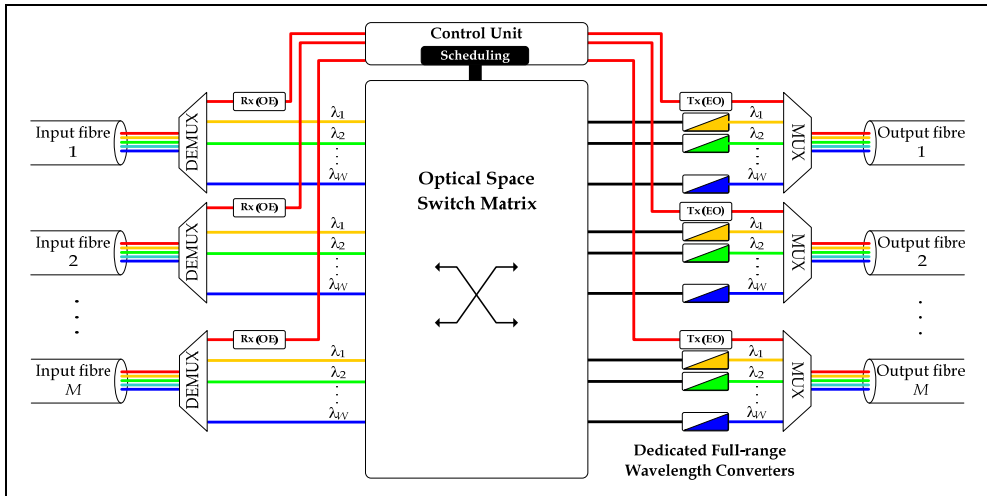 Control Unit
Scheduling
Rx(OE)
Tx(EO)
Input fibre
1
DEMUX
λ1
λ2
λW
λ1
λ2
λW
MUX
Output fibre
1
Optical Space
Switch Matrix
Rx(OE)
Tx(EO)
Input fibre
2
DEMUX
λ1
λ2
λW
λ1
λ2
λW
MUX
Output fibre
2
Rx(OE)
Tx(EO)
Input fibre
M
DEMUX
λ1
λ2
λW
λ1
λ2
λW
MUX
Output fibre
M
Dedicated Full-range
Wavelength Converters